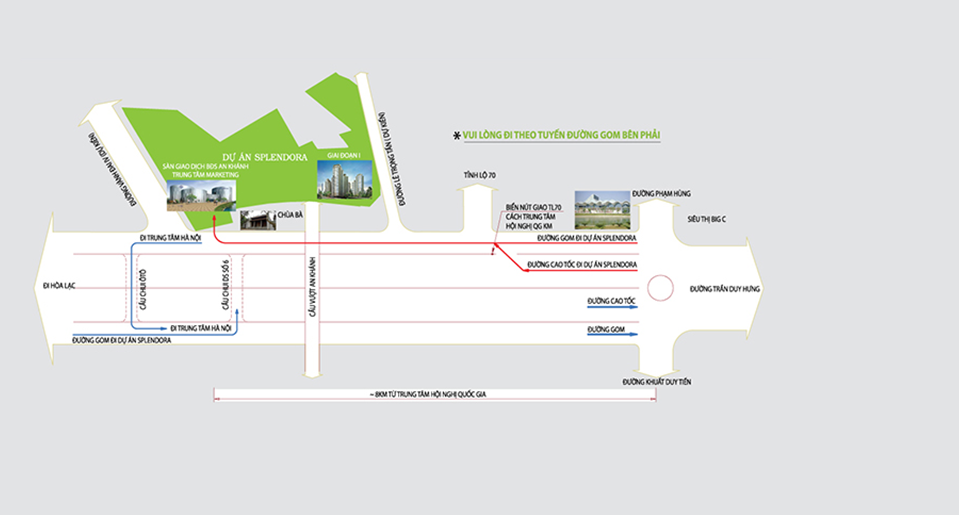 * VUI LÒNG ĐI THEO TUYẾN ĐƯỜNG GOM BÊN PHẢI
DỰ ÁN SPLENDORA
GIAI ĐOẠN I
SÀN GIAO DỊCH BĐS AN KHÁNH
TRUNG TÂM MARKETING
ĐƯỜNG VÀNH ĐAI IV (DỰ KIẾN)
ĐƯỜNG LÊ TRỌNG TẤN (DỰ KIẾN)
TỈNH LỘ 70
ĐƯỜNG PHẠM HÙNG
CHÙA BÀ
BIỂN NÚT GIAO TL70
CÁCH TRUNG TÂM
HỘI NGHỊ QG KM
SIÊU THỊ BIG C
ĐI TRUNG TÂM HÀ NỘI
ĐƯỜNG GOM ĐI DỰ ÁN SPLENDORA
ĐƯỜNG CAO TỐC ĐI DỰ ÁN SPLENDORA
ĐI HÒA LẠC
CẦU CHUI ÔTÔ
CẦU CHUI DS SỐ 6
CẦU VƯỢT AN KHÁNH
ĐƯỜNG TRẦN DUY HƯNG
ĐƯỜNG CAO TỐC
ĐI TRUNG TÂM HÀ NỘI
ĐƯỜNG GOM
ĐƯỜNG GOM ĐI DỰ ÁN SPLENDORA
ĐƯỜNG KHUẤT DUY TIẾN
~ 8KM TỪ TRUNG TÂM HỘI NGHỊ QUỐC GIA